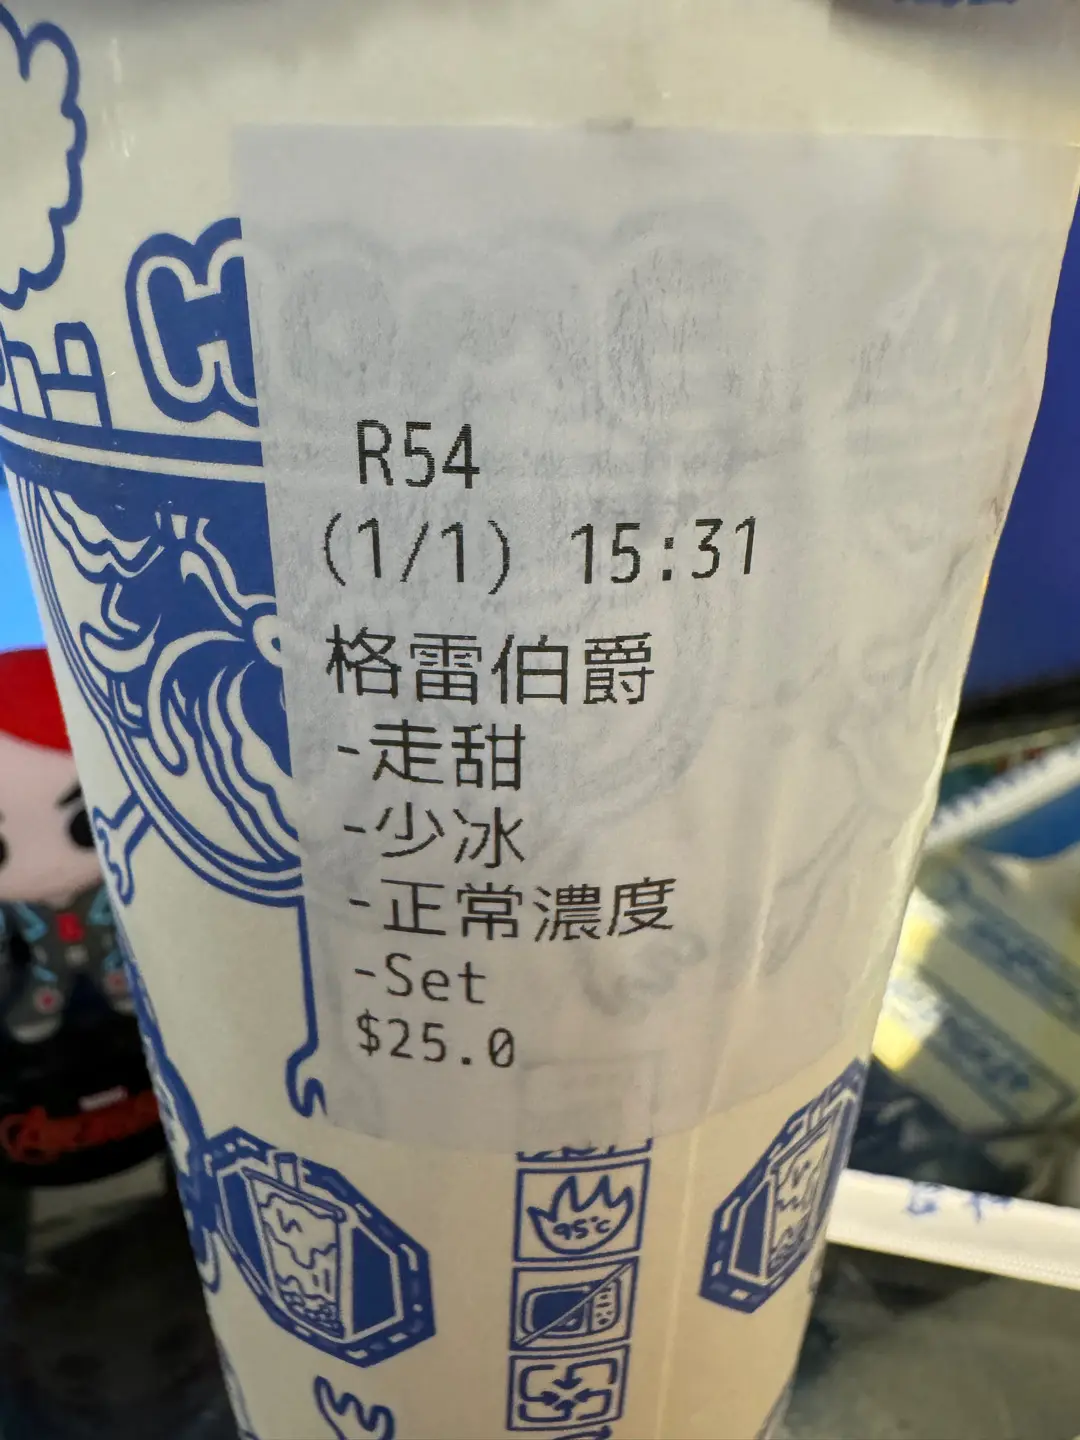 R54
(1/1) 15:31
格雷伯爵
-走甜
-少冰
-正常濃度
-Set
$25.0
95°c